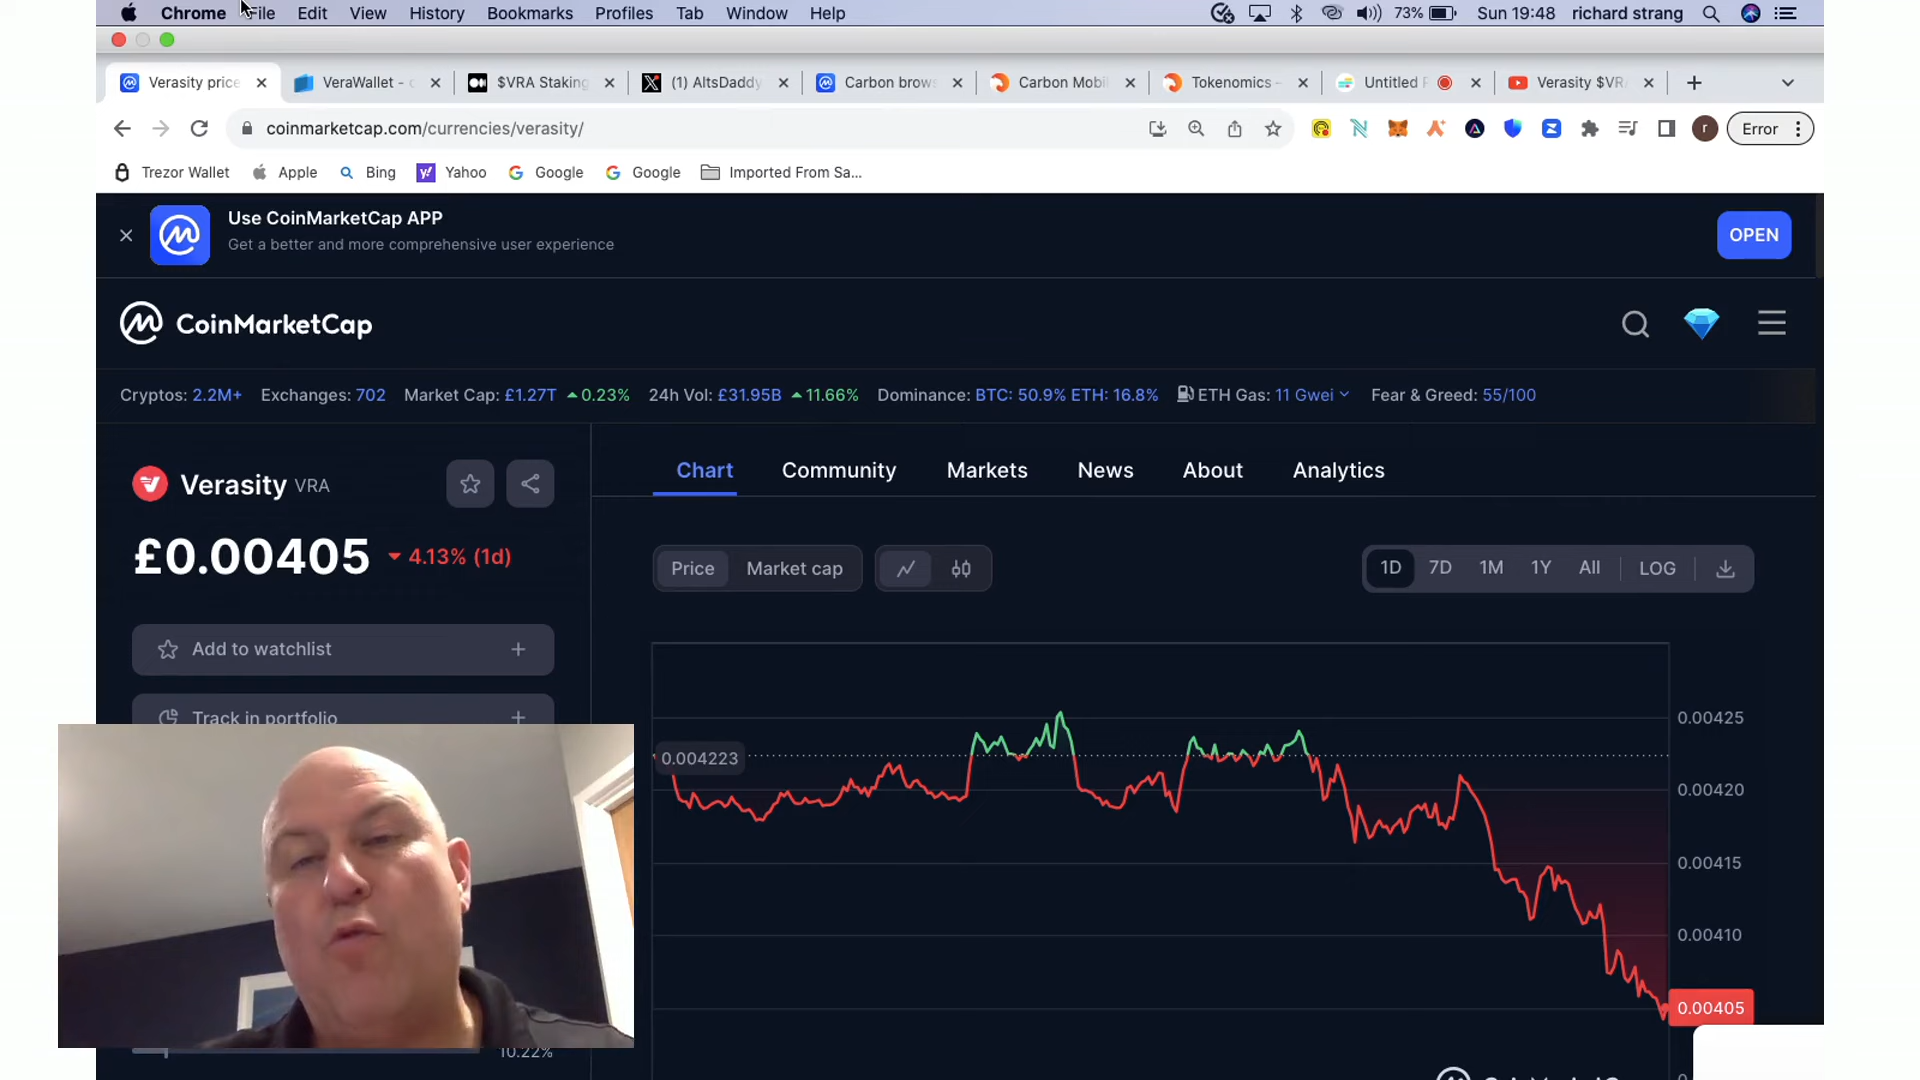 Chrome File Edit View History Bookmarks Profiles Tab Window Help 73% Sun 19:48 richard strang
Verasity price VeraWallet - c $VRA Staking (1) AltsDaddy Carbon brows Carbon Mobil Tokenomics – Untitled Verasity $VRA
coinmarketcap.com/currencies/verasity/ r Error
Trezor Wallet Apple Bing Yahoo Google Google Imported From Sa...
Use CoinMarketCap APP
Get a better and more comprehensive user experience
OPEN
CoinMarketCap
Cryptos: 2.2M+ Exchanges: 702 Market Cap: £1.27T 0.23% 24h Vol: £31.95B 11.66% Dominance: BTC: 50.9% ETH: 16.8% ETH Gas: 11 Gwei Fear & Greed: 55/100
Verasity VRA
£0.00405 4.13% (1d)
Add to watchlist
Track in portfolio
10.22%
Chart Community Markets News About Analytics
Price Market cap 1D 7D 1M 1Y All LOG
0.00425
0.004223
0.00420
0.00415
0.00410
0.00405